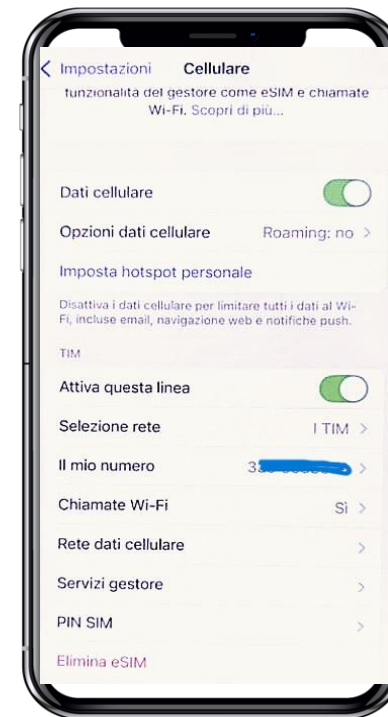 Impostazioni Cellulare
funzionalità del gestore come eSIM e chiamate
Wi-Fi. Scopri di più...
Dati cellulare
Opzioni dati cellulare Roaming: no
Imposta hotspot personale
Disattiva i dati cellulare per limitare tutti i dati al Wi-
Fi, incluse email, navigazione web e notifiche push.
TIM
Attiva questa linea
Selezione rete I TIM
Il mio numero
Chiamate Wi-Fi Sì
Rete dati cellulare
Servizi gestore
PIN SIM
Elimina eSIM